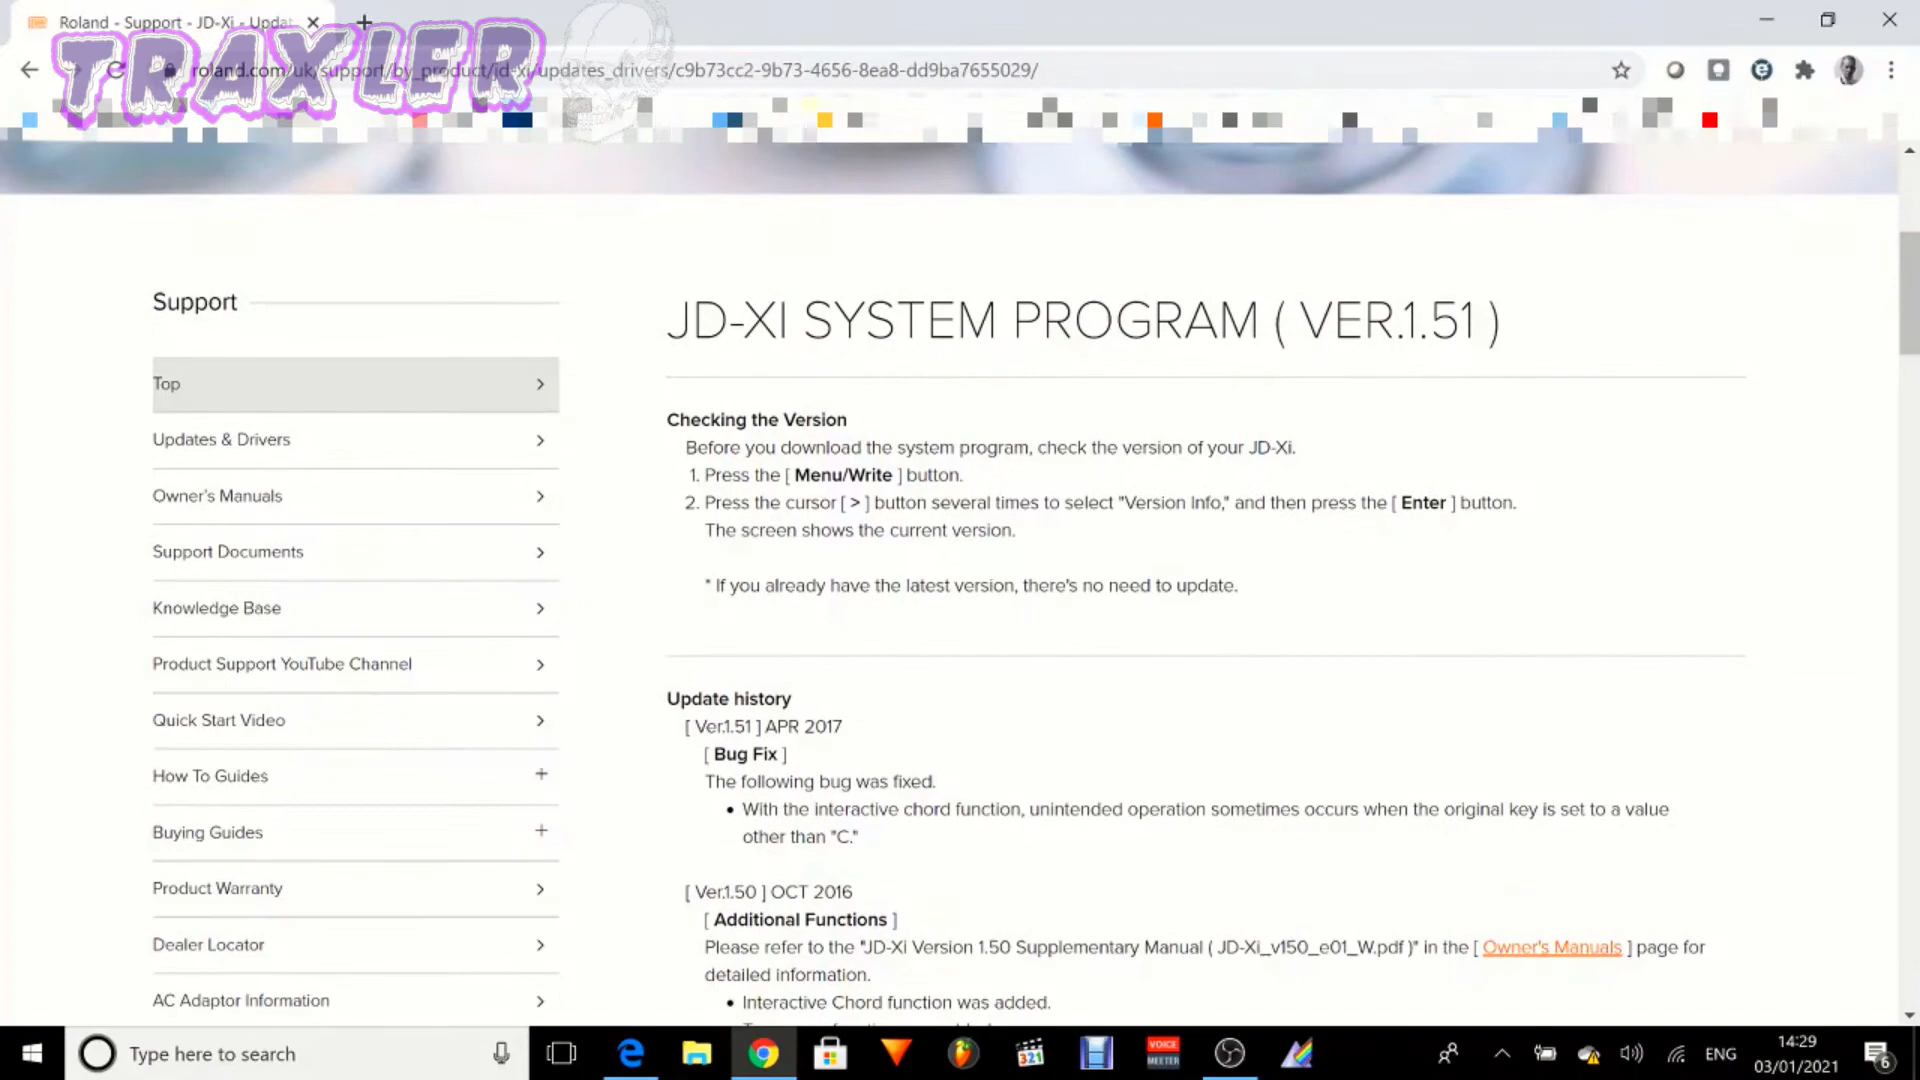 Roland - Support - JD-Xi - Updat
TRAXLER
roland.com/uk/support/by_product/jd-xi/updates_drivers/c9b73cc2-9b73-4656-8ea8-dd9ba7655029/
Support
Top
Updates & Drivers
Owner's Manuals
Support Documents
Knowledge Base
Product Support YouTube Channel
Quick Start Video
How To Guides
Buying Guides
Product Warranty
Dealer Locator
AC Adaptor Information
JD-XI SYSTEM PROGRAM ( VER.1.51 )
Checking the Version
Before you download the system program, check the version of your JD-Xi.
1. Press the [ Menu/Write ] button.
2. Press the cursor [ > ] button several times to select "Version Info," and then press the [ Enter ] button.
The screen shows the current version.
* If you already have the latest version, there's no need to update.
Update history
[ Ver.1.51 ] APR 2017
[ Bug Fix ]
The following bug was fixed.
• With the interactive chord function, unintended operation sometimes occurs when the original key is set to a value
other than "C."
[ Ver.1.50 ] OCT 2016
[ Additional Functions ]
Please refer to the "JD-Xi Version 1.50 Supplementary Manual ( JD-Xi_v150_e01_W.pdf )" in the [ Owner's Manuals ] page for
detailed information.
• Interactive Chord function was added.
Type here to search
321
VOICE
MEETER
ENG
14:29
03/01/2021
6